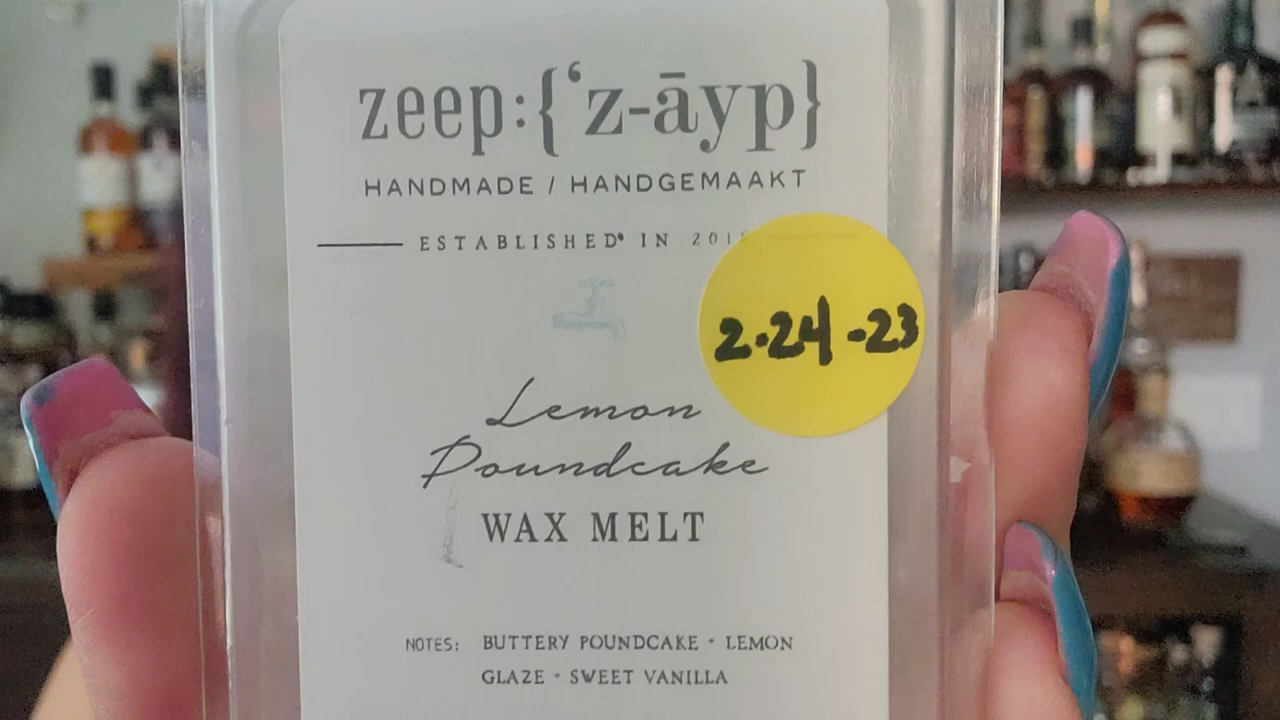 zeep:{‘z-āyp}
HANDMADE / HANDGEMAAKT
ESTABLISHED IN
2-24-23
Lemon
Poundcake
WAX MELT
NOTES: BUTTERY POUNDCAKE - LEMON
GLAZE - SWEET VANILLA